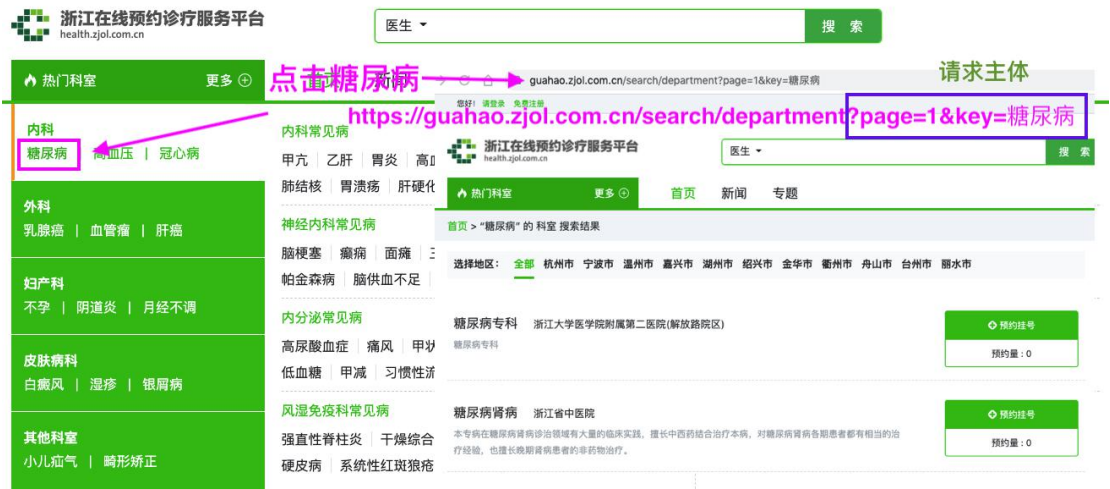 浙江在线预约诊疗服务平台
health.zjol.com.cn
医生
搜 索
热门科室 更多
内科
糖尿病 | 高血压 | 冠心病
外科
乳腺癌 | 血管瘤 | 肝癌
妇产科
不孕 | 阴道炎 | 月经不调
皮肤病科
白癜风 | 湿疹 | 银屑病
其他科室
小儿疝气 | 畸形矫正
首页 新闻
点击糖尿病
内科常见病
甲亢 乙肝 胃炎 高血
肺结核 胃溃疡 肝硬化
神经内科常见病
脑梗塞 癫痫 面瘫
帕金森病 脑供血不足
内分泌常见病
高尿酸血症 痛风 甲状
低血糖 甲减 习惯性流
风湿免疫科常见病
强直性脊柱炎 干燥综合
硬皮病 系统性红斑狼疮
guahao.zjol.com.cn/search/department?page=1&key=糖尿病
请求主体
您好! 请登录 免费注册
https://guahao.zjol.com.cn/search/department?page=1&key=糖尿病
浙江在线预约诊疗服务平台
health.zjol.com.cn
医生
搜 索
热门科室 更多
首页 新闻 专题
首页 > “糖尿病” 的 科室 搜索结果
选择地区: 全部 杭州市 宁波市 温州市 嘉兴市 湖州市 绍兴市 金华市 衢州市 舟山市 台州市 丽水市
糖尿病专科 浙江大学医学院附属第二医院(解放路院区)
糖尿病专科
预约挂号
预约量:0
糖尿病肾病 浙江省中医院
本专病在糖尿病肾病诊治领域有大量的临床实践，擅长中西药结合治疗本病，对糖尿病肾病各期患者都有相当的治
疗经验，也擅长晚期肾病患者的非药物治疗。
预约挂号
预约量:0